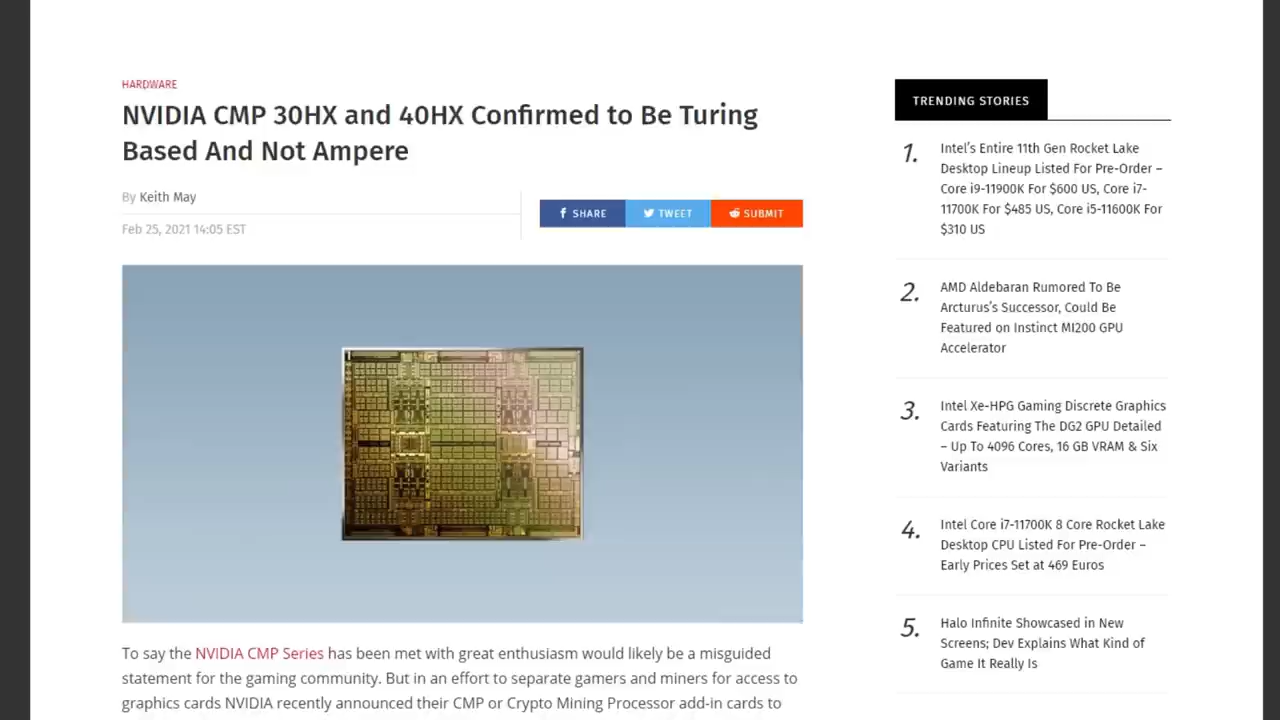 HARDWARE
NVIDIA CMP 30HX and 40HX Confirmed to Be Turing
Based And Not Ampere
By Keith May
Feb 25, 2021 14:05 EST
SHARE
TWEET
SUBMIT
To say the NVIDIA CMP Series has been met with great enthusiasm would likely be a misguided
statement for the gaming community. But in an effort to separate gamers and miners for access to
graphics cards NVIDIA recently announced their CMP or Crypto Mining Processor add-in cards to
TRENDING STORIES
1.
Intel's Entire 11th Gen Rocket Lake
Desktop Lineup Listed For Pre-Order –
Core i9-11900K For $600 US, Core i7-
11700K For $485 US, Core i5-11600K For
$310 US
2.
AMD Aldebaran Rumored To Be
Arcturus's Successor, Could Be
Featured on Instinct MI200 GPU
Accelerator
3.
Intel Xe-HPG Gaming Discrete Graphics
Cards Featuring The DG2 GPU Detailed
– Up To 4096 Cores, 16 GB VRAM & Six
Variants
4.
Intel Core i7-11700K 8 Core Rocket Lake
Desktop CPU Listed For Pre-Order –
Early Prices Set at 469 Euros
5.
Halo Infinite Showcased in New
Screens; Dev Explains What Kind of
Game It Really Is